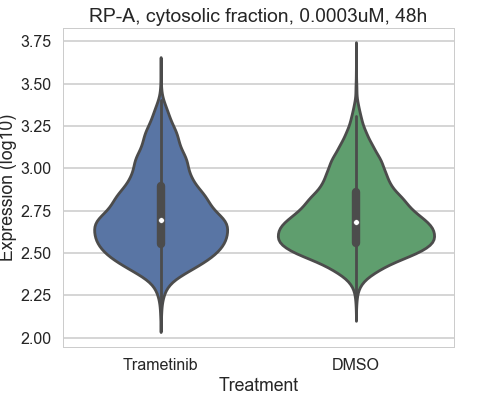 RP-A, cytosolic fraction, 0.0003uM, 48h
Expression (log10)
3.75
3.50
3.25
3.00
2.75
2.50
2.25
2.00
Trametinib
DMSO
Treatment